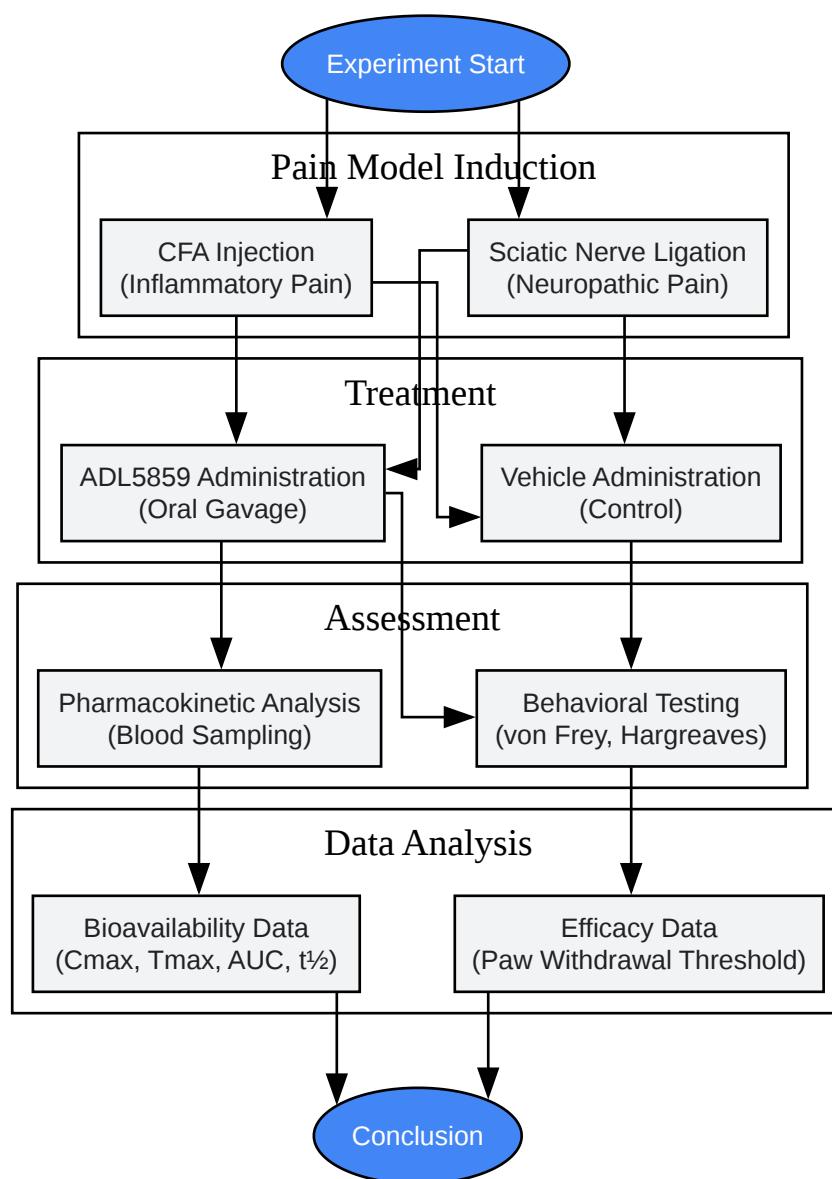 Experiment Start
Pain Model Induction
CFA Injection
(Inflammatory Pain)
Sciatic Nerve Ligation
(Neuropathic Pain)
Treatment
ADL5859 Administration
(Oral Gavage)
Vehicle Administration
(Control)
Assessment
Pharmacokinetic Analysis
(Blood Sampling)
Behavioral Testing
(von Frey, Hargreaves)
Data Analysis
Bioavailability Data
(Cmax, Tmax, AUC, t½)
Efficacy Data
(Paw Withdrawal Threshold)
Conclusion